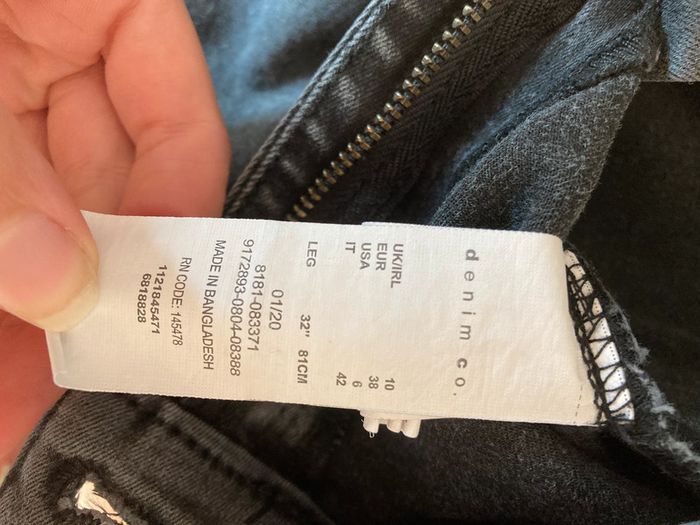 denim co.
UK/IRL 10
EUR 38
USA 6
IT 42
LEG 32" 81CM
01/20
8181-083371
9172893-0804-08388
MADE IN BANGLADESH
RN CODE: 145478
1121845471
6818828